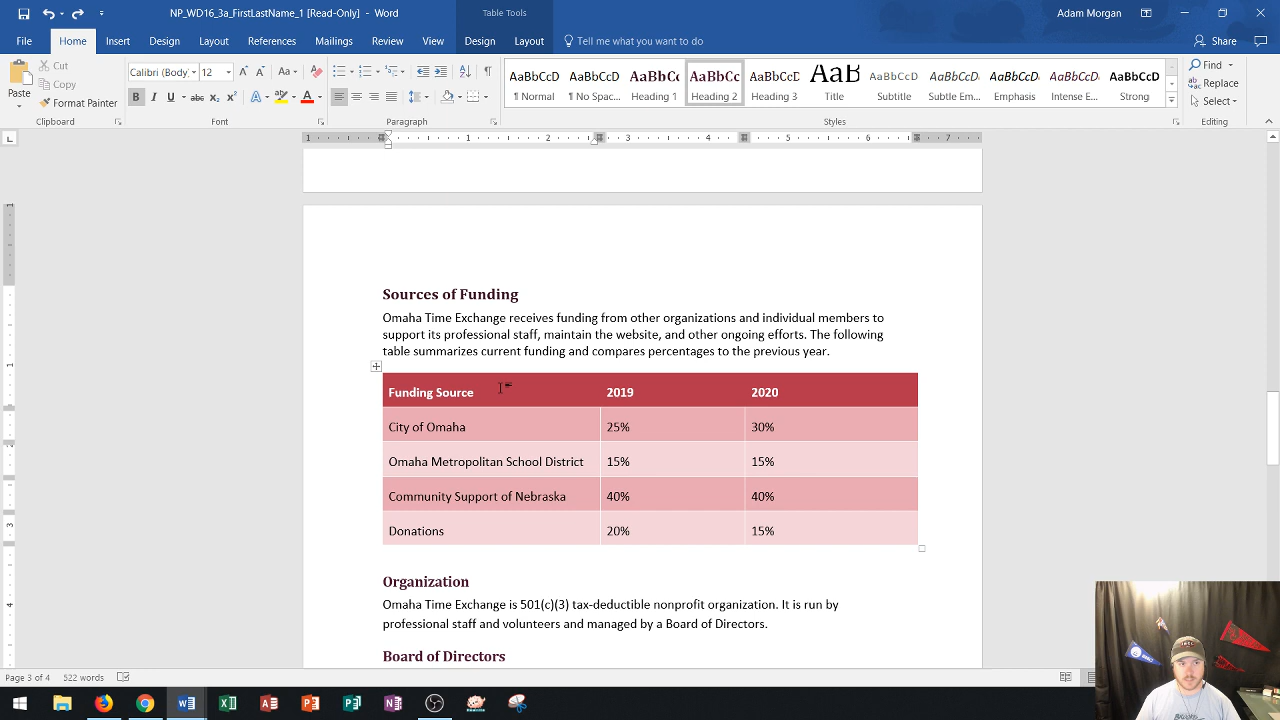 NP_WD16_3a_FirstLastName_1 [Read-Only] - Word
Table Tools
Adam Morgan
File Home Insert Design Layout References Mailings Review View Design Layout Tell me what you want to do Share
Paste
Cut
Copy
Format Painter
Clipboard
Calibri (Body) 12
Font
Paragraph
AaBbCcD AaBbCcD AaBbCc AaBbCc AaBbCcD AaB AaBbCcD AaBbCcD AaBbCcD AaBbCcD AaBbCcD
¶ Normal ¶ No Spac... Heading 1 Heading 2 Heading 3 Title Subtitle Subtle Em... Emphasis Intense E... Strong
Styles
Find
Replace
Select
Editing
1 1 2 3 4 5 6 7
Sources of Funding
Omaha Time Exchange receives funding from other organizations and individual members to
support its professional staff, maintain the website, and other ongoing efforts. The following
table summarizes current funding and compares percentages to the previous year.
Funding Source 2019 2020
City of Omaha 25% 30%
Omaha Metropolitan School District 15% 15%
Community Support of Nebraska 40% 40%
Donations 20% 15%
Organization
Omaha Time Exchange is 501(c)(3) tax-deductible nonprofit organization. It is run by
professional staff and volunteers and managed by a Board of Directors.
Board of Directors
Page 3 of 4 522 words